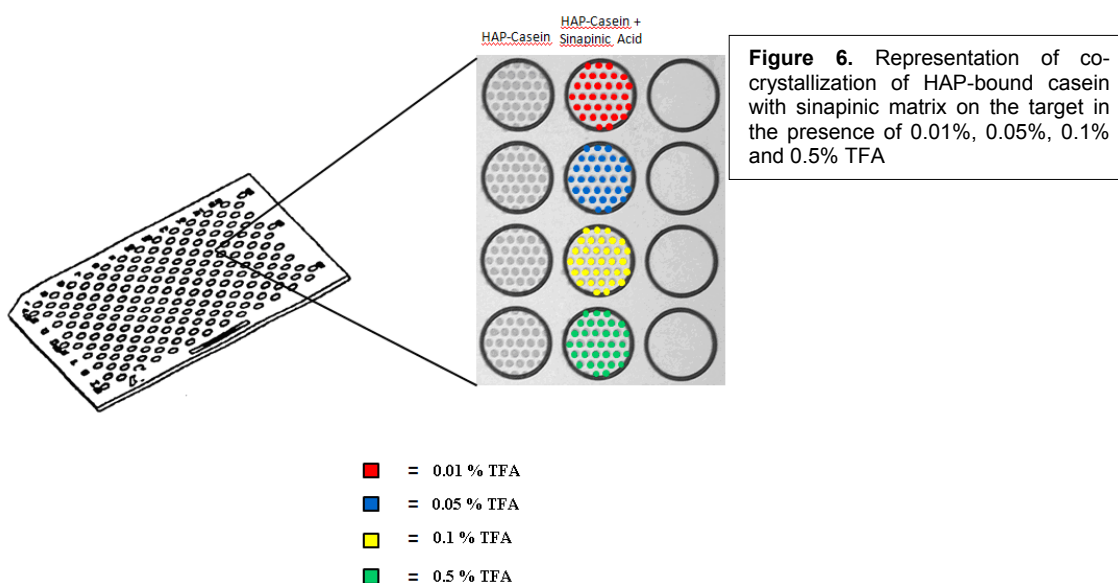 HAP-Casein
HAP-Casein +
Sinapinic Acid
Figure 6. Representation of co-
crystallization of HAP-bound casein
with sinapinic matrix on the target in
the presence of 0.01%, 0.05%, 0.1%
and 0.5% TFA
= 0.01 % TFA
= 0.05 % TFA
= 0.1 % TFA
= 0.5 % TFA